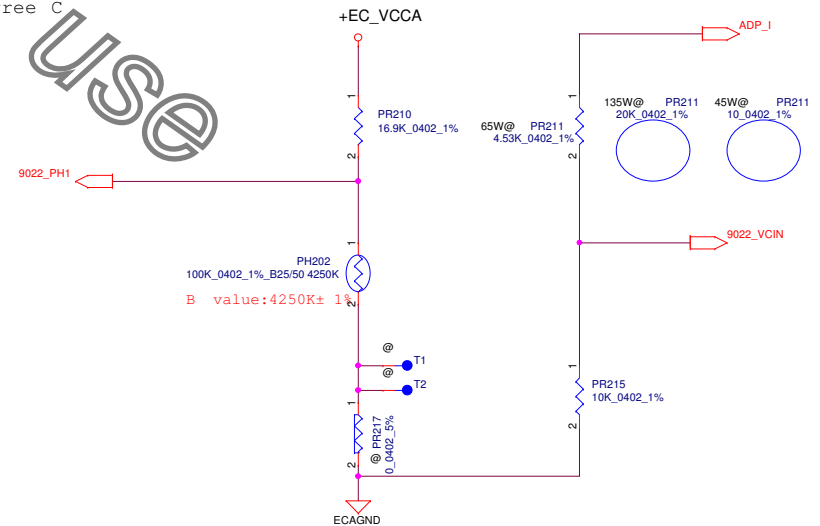 ree C
use
+EC_VCCA
ADP_I
1
PR210
16.9K_0402_1%
2
1
65W@ PR211
4.53K_0402_1%
2
135W@ PR211
20K_0402_1%
45W@ PR211
10_0402_1%
9022_PH1
9022_VCIN
1
PH202
100K_0402_1%_B25/50 4250K
B value:4250K± 1%
2
@
T1
@
T2
1
@ PR217
0_0402_5%
2
1
PR215
10K_0402_1%
2
ECAGND